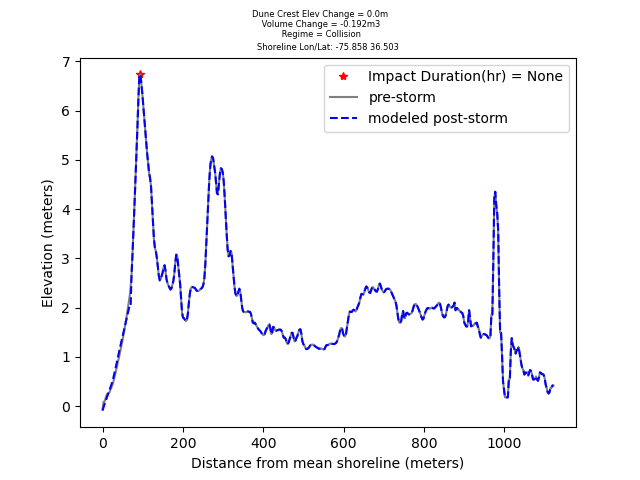 Dune Crest Elev Change = 0.0m
Volume Change = -0.192m3
Regime = Collision
Shoreline Lon/Lat: -75.858 36.503
Impact Duration(hr) = None
pre-storm
modeled post-storm
7
6
5
4
3
2
1
0
Elevation (meters)
0 200 400 600 800 1000
Distance from mean shoreline (meters)